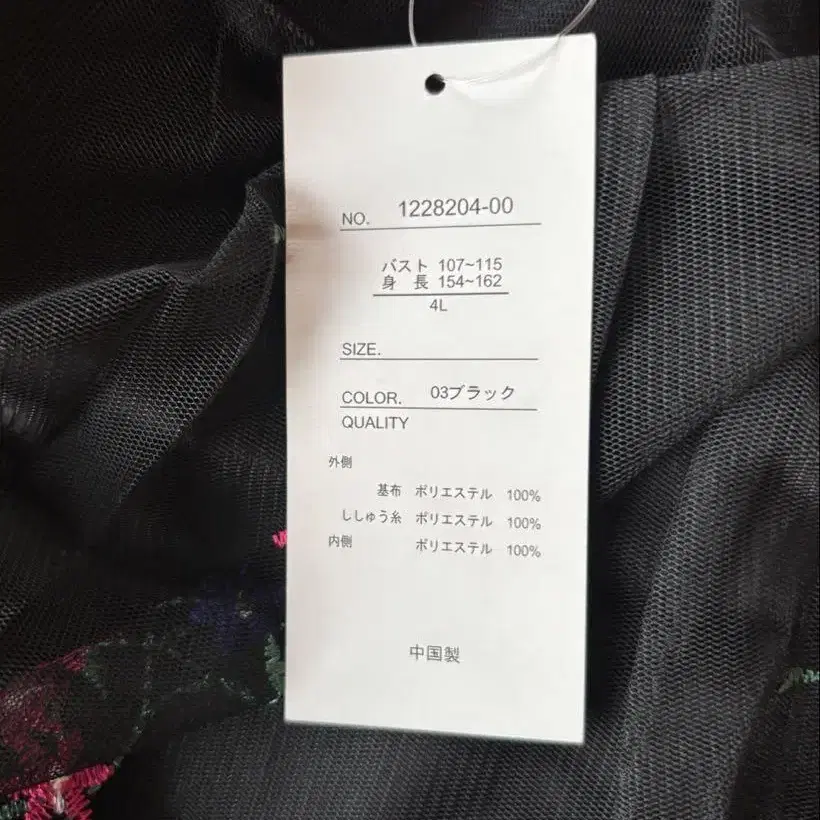 NO. 1228204-00
バスト 107~115
身 長 154~162
4L
SIZE.
COLOR. 03ブラック
QUALITY
外側
基布 ポリエステル 100%
ししゅう糸 ポリエステル 100%
内側 ポリエステル 100%
中国製